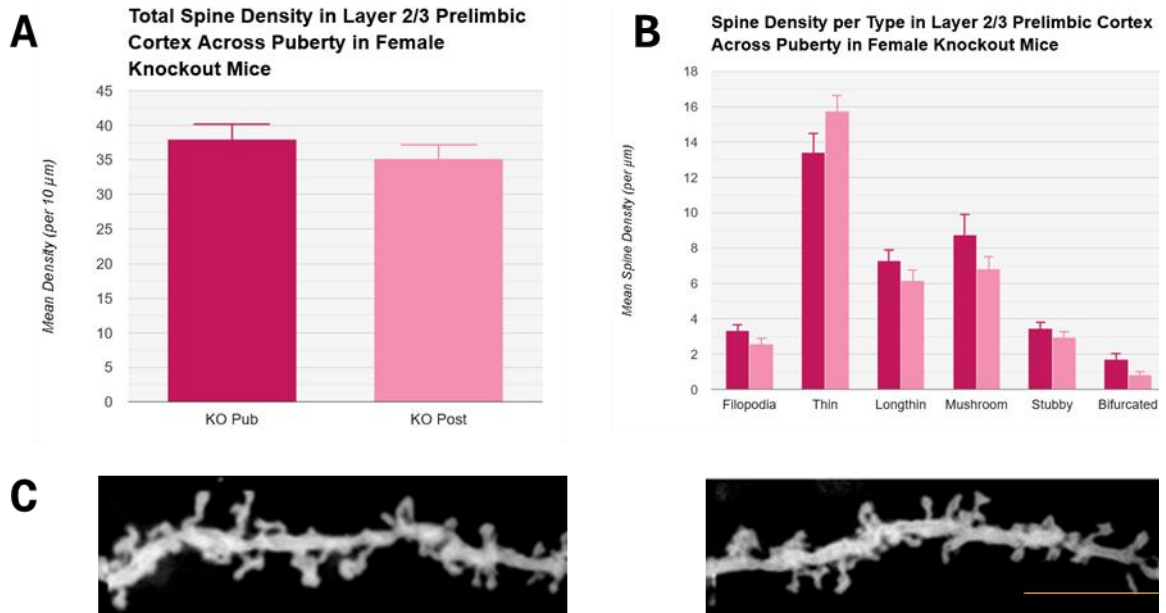 A
Total Spine Density in Layer 2/3 Prelimbic
Cortex Across Puberty in Female
Knockout Mice
45
40
35
30
25
20
15
10
5
0
Mean Density (per 10 µm)
KO Pub
KO Post
B
Spine Density per Type in Layer 2/3 Prelimbic Cortex
Across Puberty in Female Knockout Mice
18
16
14
12
10
8
6
4
2
0
Mean Spine Density (per µm)
Filopodia
Thin
Longthin
Mushroom
Stubby
Bifurcated
C